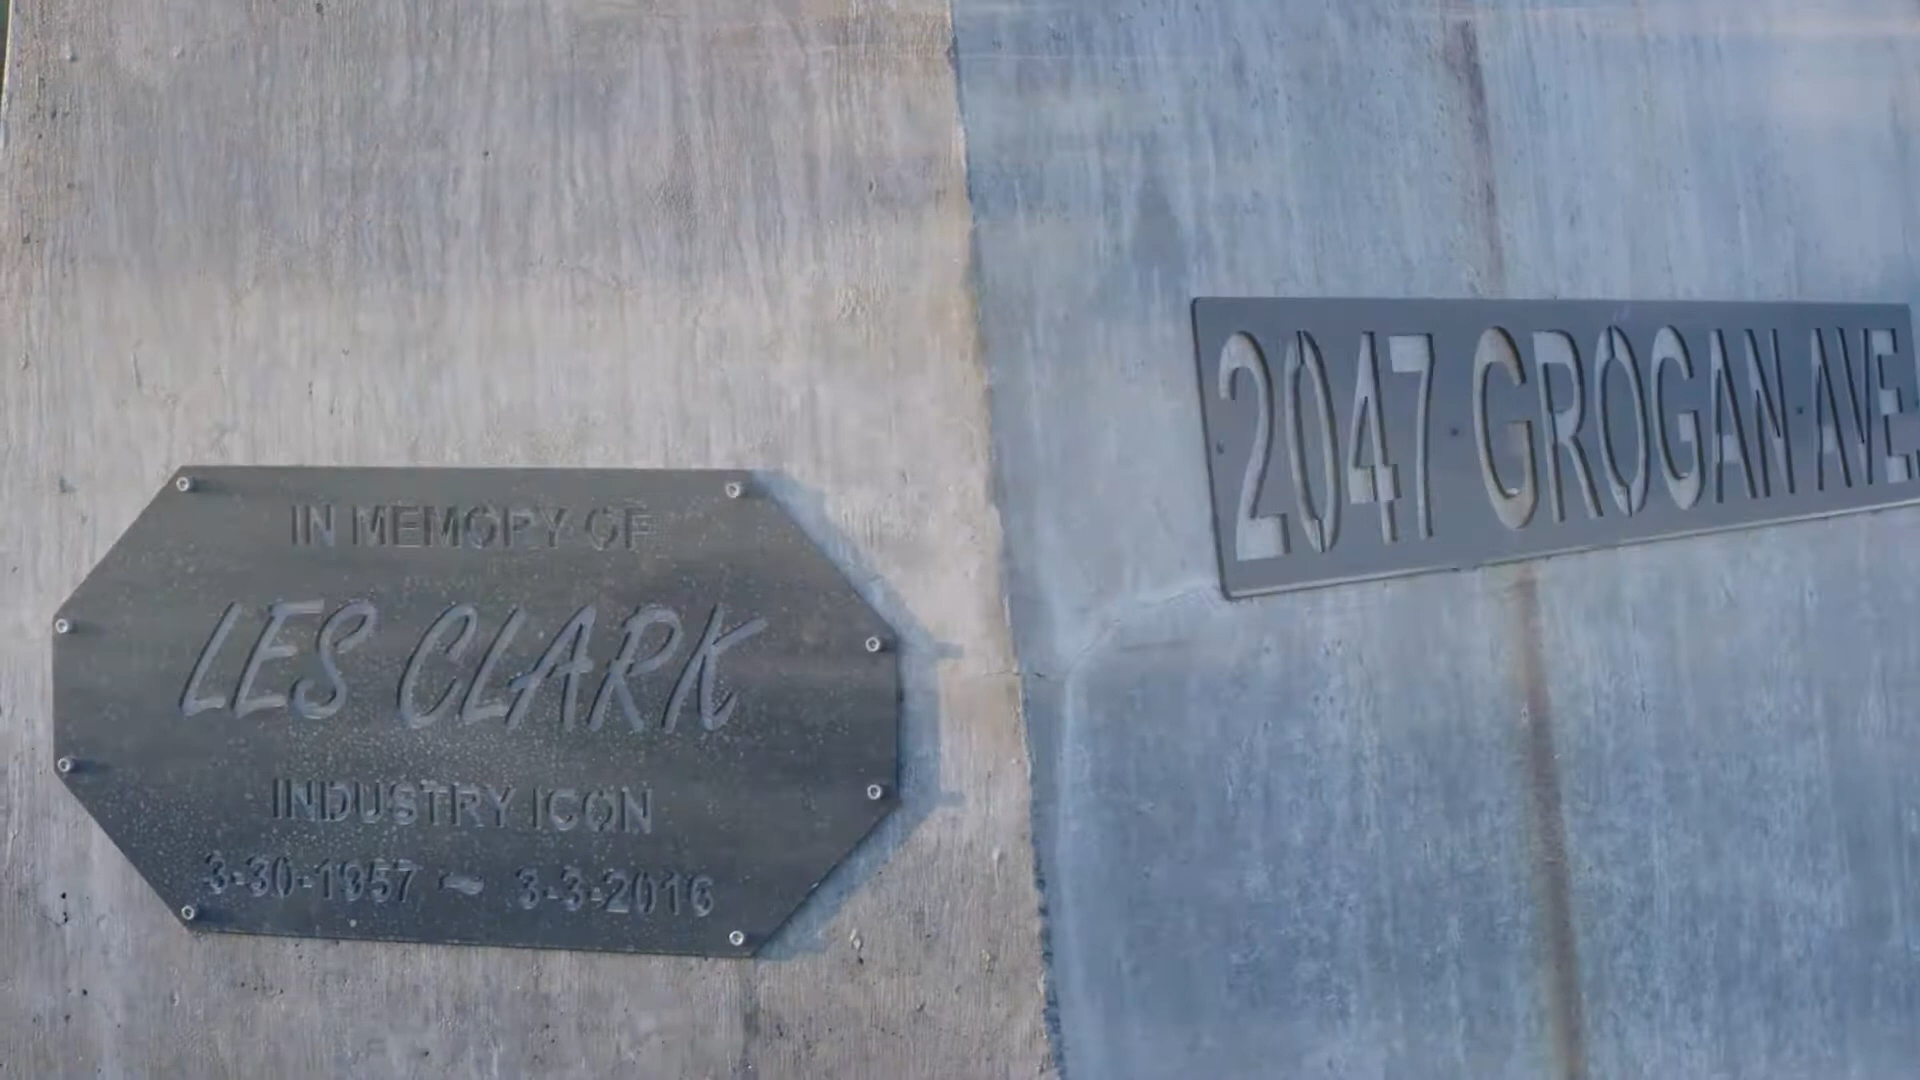 IN MEMORY OF
LES CLARK
INDUSTRY ICON
3-30-1957 ~ 3-3-2016
2047 GROGAN AVE.